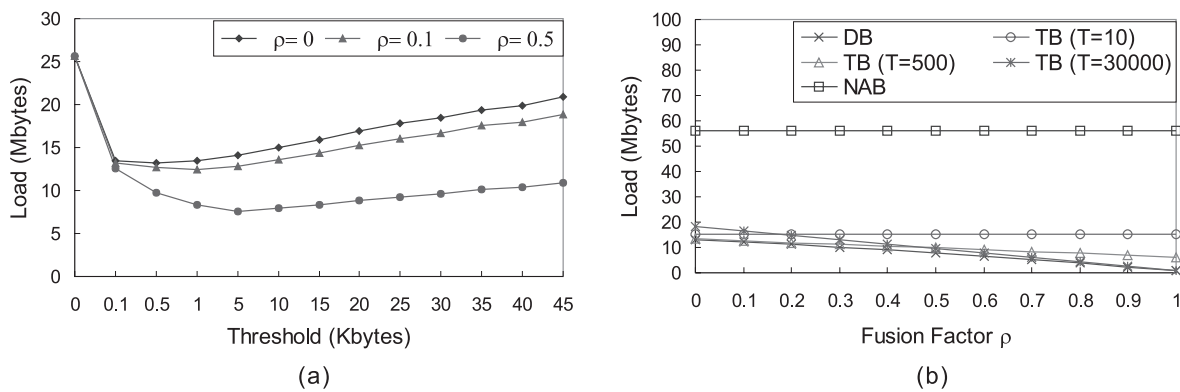 30
25
20
15
10
5
0
Load (Mbytes)
ρ= 0 ρ= 0.1 ρ= 0.5
0 0.1 0.5 1 5 10 15 20 25 30 35 40 45
Threshold (Kbytes)
(a)
100
90
80
70
60
50
40
30
20
10
0
Load (Mbytes)
DB TB (T=10)
TB (T=500) TB (T=30000)
NAB
0 0.1 0.2 0.3 0.4 0.5 0.6 0.7 0.8 0.9 1
Fusion Factor ρ
(b)